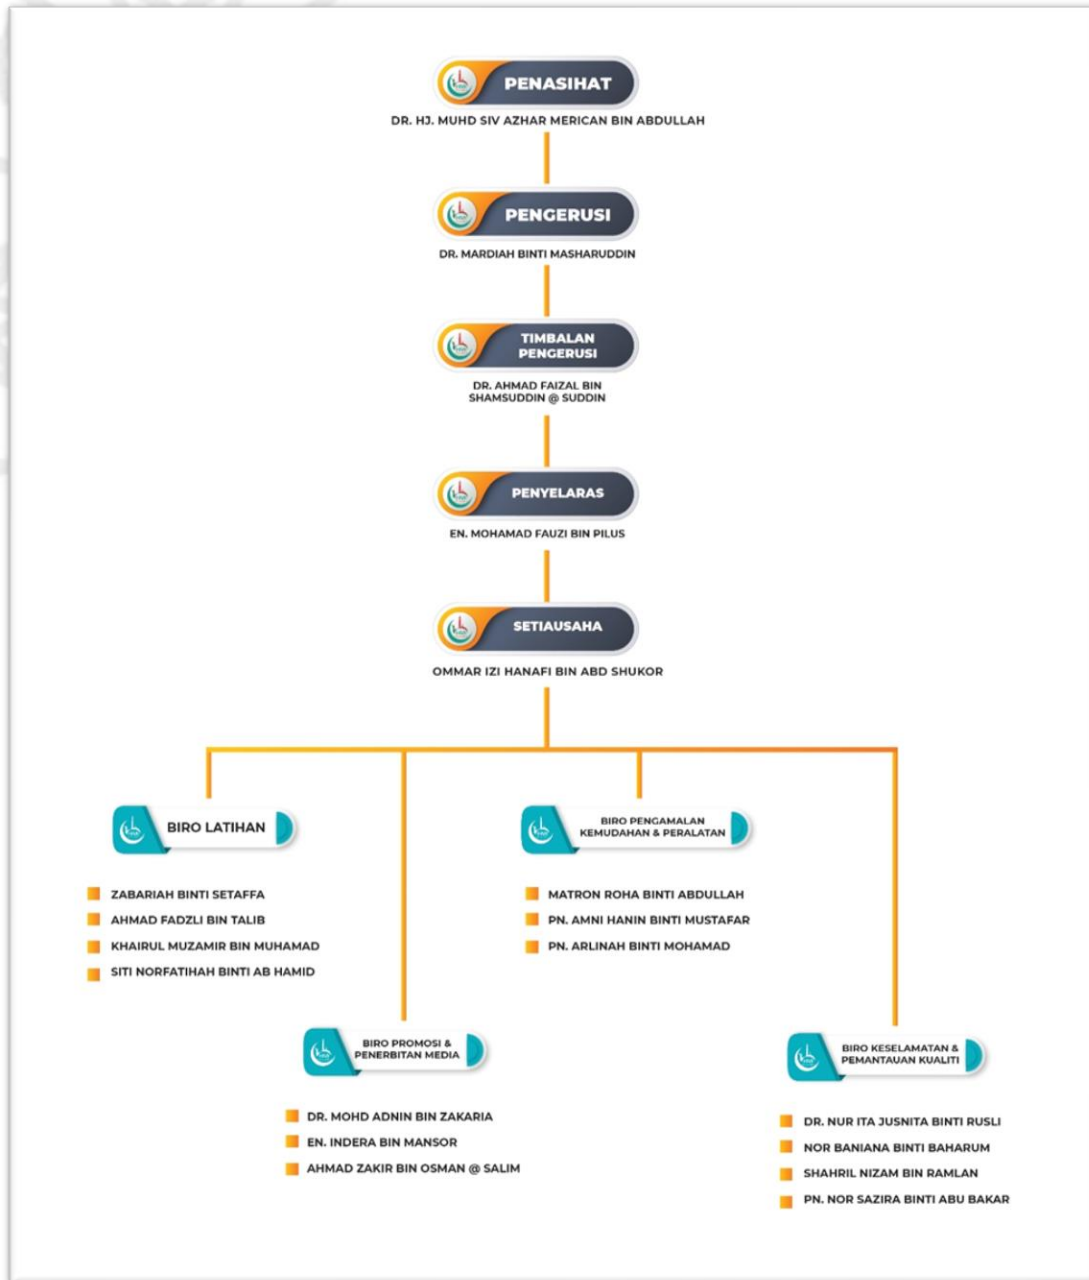 PENASIHAT
DR. HJ. MUHD SIV AZHAR MERICAN BIN ABDULLAH
PENGERUSI
DR. MARDIAH BINTI MASHARUDDIN
TIMBALAN
PENGERUSI
DR. AHMAD FAIZAL BIN
SHAMSUDDIN @ SUDDIN
PENYELARAS
EN. MOHAMAD FAUZI BIN PILUS
SETIAUSAHA
OMMAR IZI HANAFI BIN ABD SHUKOR
BIRO LATIHAN
ZABARIAH BINTI SETAFFA
AHMAD FADZLI BIN TALIB
KHAIRUL MUZAMIR BIN MUHAMAD
SITI NORFATIHAH BINTI AB HAMID
BIRO PENGAMALAN
KEMUDAHAN & PERALATAN
MATRON ROHA BINTI ABDULLAH
PN. AMNI HANIN BINTI MUSTAFAR
PN. ARLINAH BINTI MOHAMAD
BIRO PROMOSI &
PENERBITAN MEDIA
DR. MOHD ADNIN BIN ZAKARIA
EN. INDERA BIN MANSOR
AHMAD ZAKIR BIN OSMAN @ SALIM
BIRO KESELAMATAN &
PEMANTAUAN KUALITI
DR. NUR ITA JUSNITA BINTI RUSLI
NOR BANIANA BINTI BAHARUM
SHAHRIL NIZAM BIN RAMLAN
PN. NOR SAZIRA BINTI ABU BAKAR